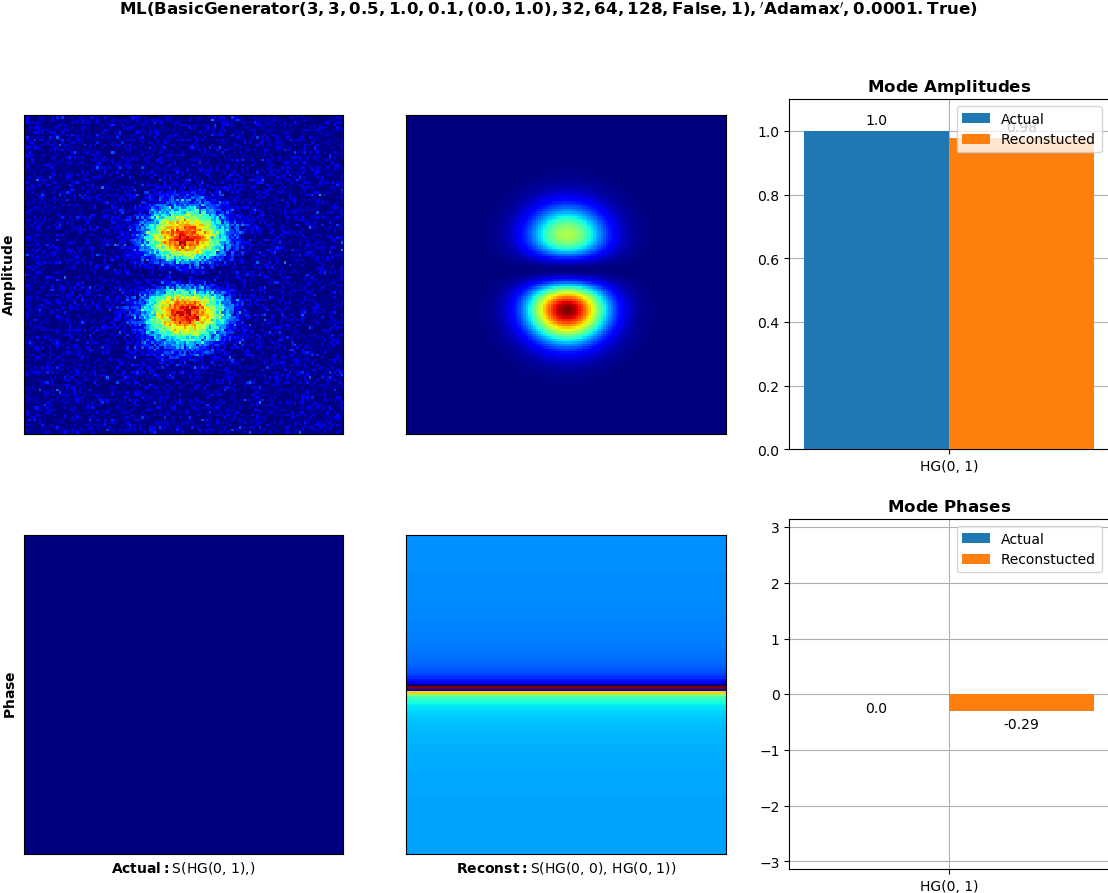 ML(BasicGenerator(3, 3, 0.5, 1.0, 0.1, (0.0, 1.0), 32, 64, 128, False, 1), ′Adamax′, 0.0001. True)
Mode Amplitudes
Amplitude
1.0
0.8
0.6
0.4
0.2
0.0
1.0
0.98
Actual
Reconstucted
HG(0, 1)
Mode Phases
Phase
3
2
1
0
−1
−2
−3
0.0
-0.29
Actual
Reconstucted
HG(0, 1)
Actual: S(HG(0, 1),)
Reconst: S(HG(0, 0), HG(0, 1))